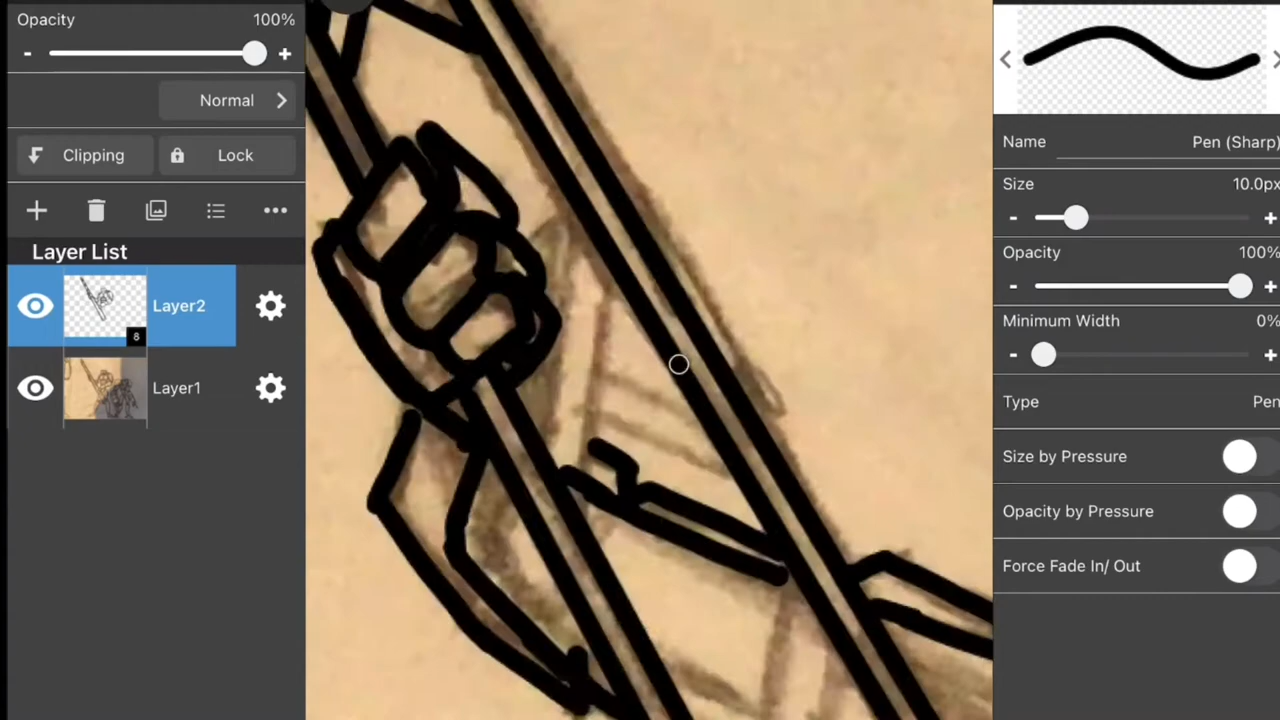 Opacity 100%
- +
Normal
Clipping Lock
Layer List
Layer2
8
Layer1
Name Pen (Sharp)
Size 10.0px
- +
Opacity 100%
- +
Minimum Width 0%
- +
Type Pen
Size by Pressure
Opacity by Pressure
Force Fade In/ Out